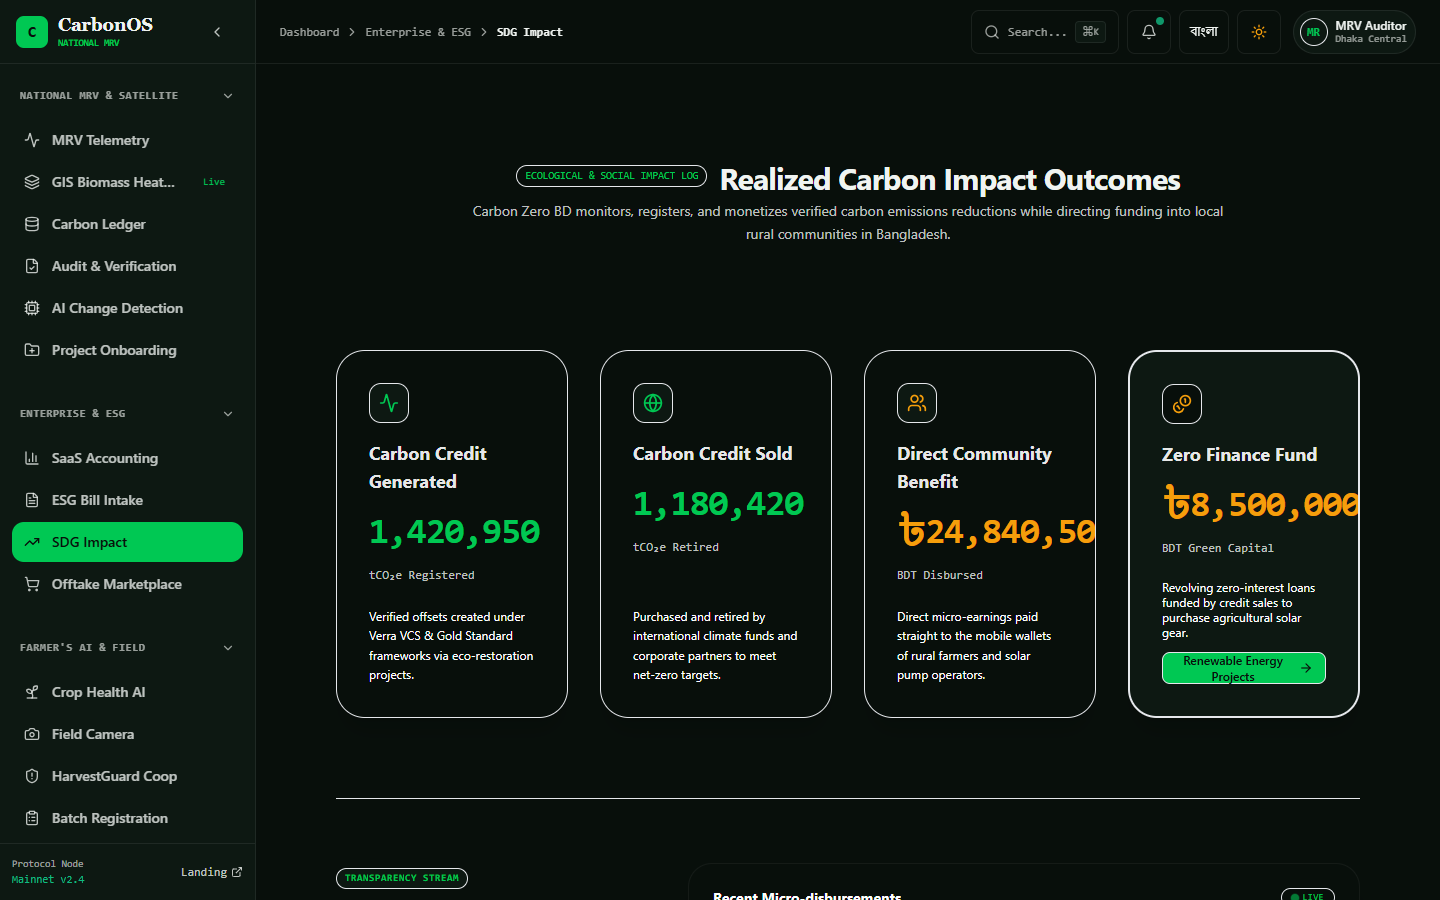 C
CarbonOS
NATIONAL MRV
Dashboard
Enterprise & ESG
SDG Impact
Search...
⌘K
বাংলা
MR
MRV Auditor
Dhaka Central
NATIONAL MRV & SATELLITE
MRV Telemetry
GIS Biomass Heat...
Live
Carbon Ledger
Audit & Verification
AI Change Detection
Project Onboarding
ENTERPRISE & ESG
SaaS Accounting
ESG Bill Intake
SDG Impact
Offtake Marketplace
FARMER'S AI & FIELD
Crop Health AI
Field Camera
HarvestGuard Coop
Batch Registration
Protocol Node
Mainnet v2.4
Landing
ECOLOGICAL & SOCIAL IMPACT LOG
Realized Carbon Impact Outcomes
Carbon Zero BD monitors, registers, and monetizes verified carbon emissions reductions while directing funding into local
rural communities in Bangladesh.
Carbon Credit
Generated
1,420,950
tCO₂e Registered
Verified offsets created under
Verra VCS & Gold Standard
frameworks via eco-restoration
projects.
Carbon Credit Sold
1,180,420
tCO₂e Retired
Purchased and retired by
international climate funds and
corporate partners to meet
net-zero targets.
Direct Community
Benefit
৳24,840,50
BDT Disbursed
Direct micro-earnings paid
straight to the mobile wallets
of rural farmers and solar
pump operators.
Zero Finance Fund
৳8,500,000
BDT Green Capital
Revolving zero-interest loans
funded by credit sales to
purchase agricultural solar
gear.
Renewable Energy
Projects
TRANSPARENCY STREAM
Recent Micro-disbursements
LIVE